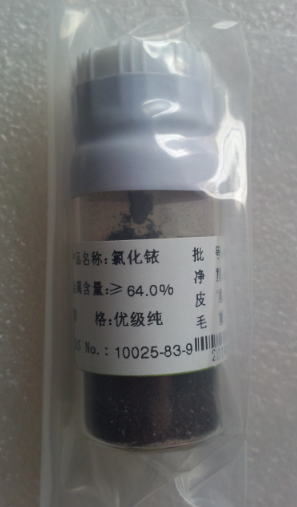 品名称:氯化铱 批号
属含量:≥ 64.0% 净
格:优级纯 皮
No.: 10025-83-9 毛